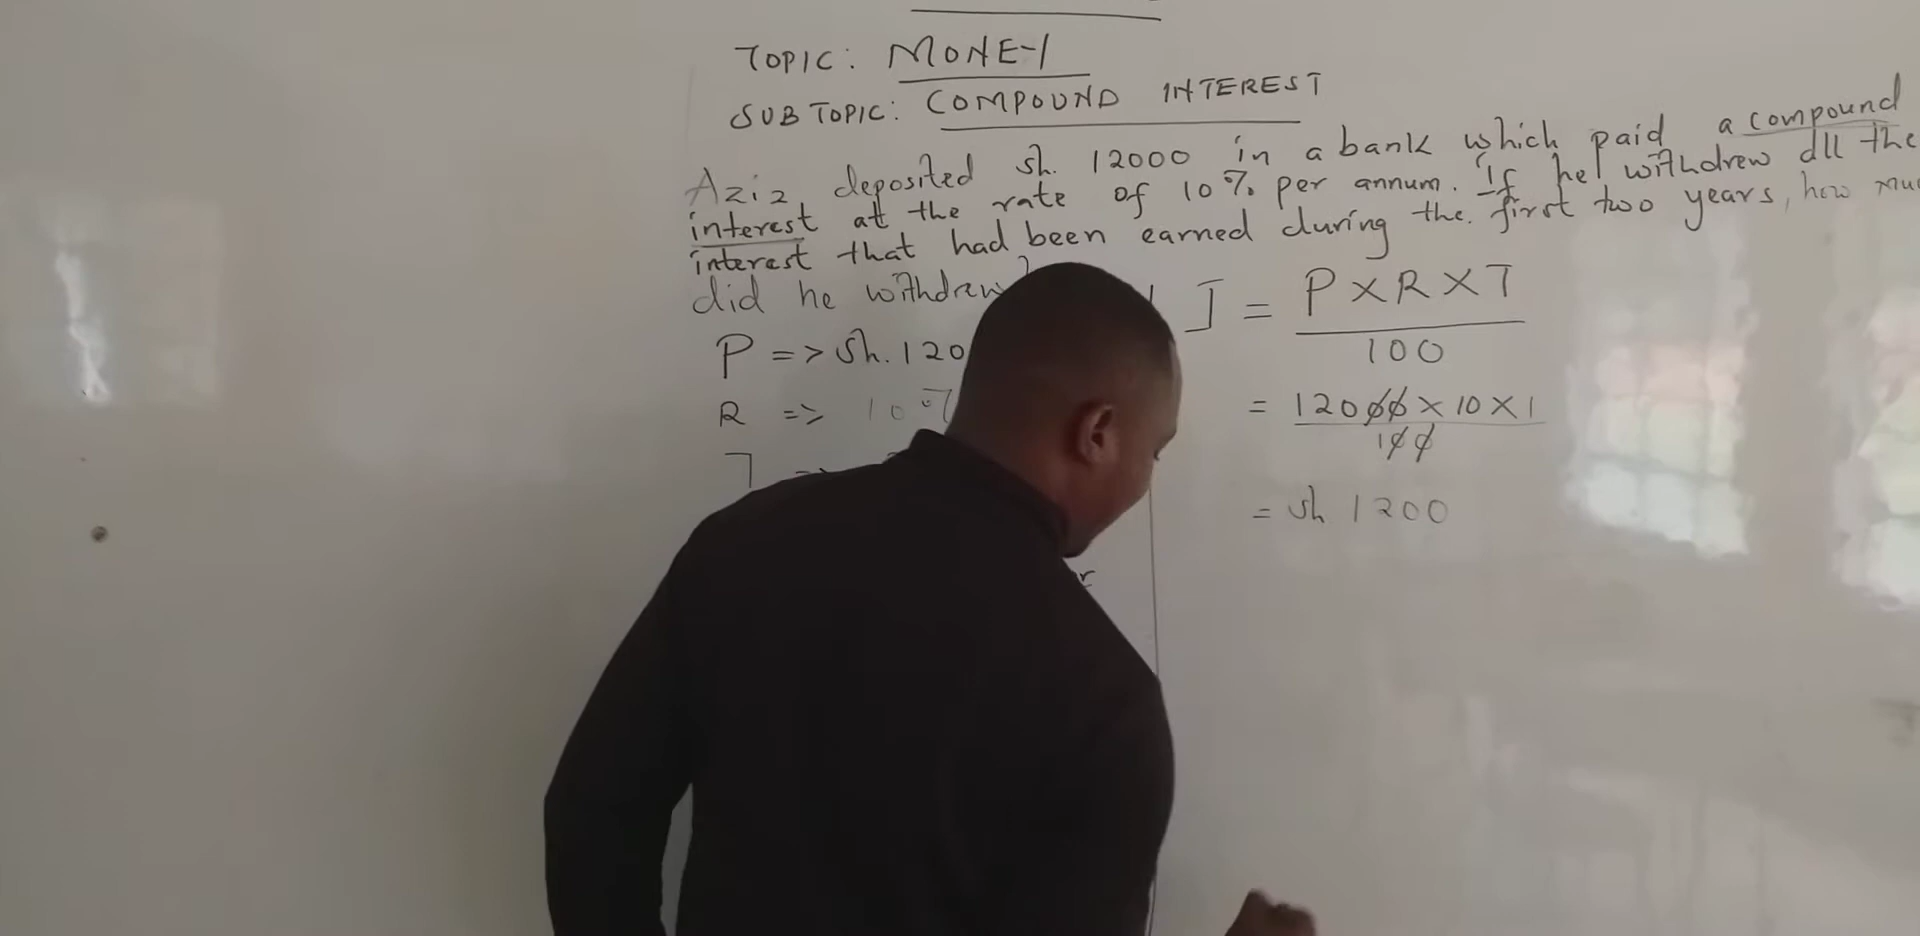 TOPIC: MONEY
SUBTOPIC: COMPOUND INTEREST
Aziz deposited sh. 12000 in a bank which paid a compound
interest at the rate of 10% per annum. If he withdrew all the
interest that had been earned during the first two years, how
did he withdraw
I = P x R x T
100
P => Sh. 120
= 12000 x 10 x 1
100
R => 10%
T =>
= Sh 1200